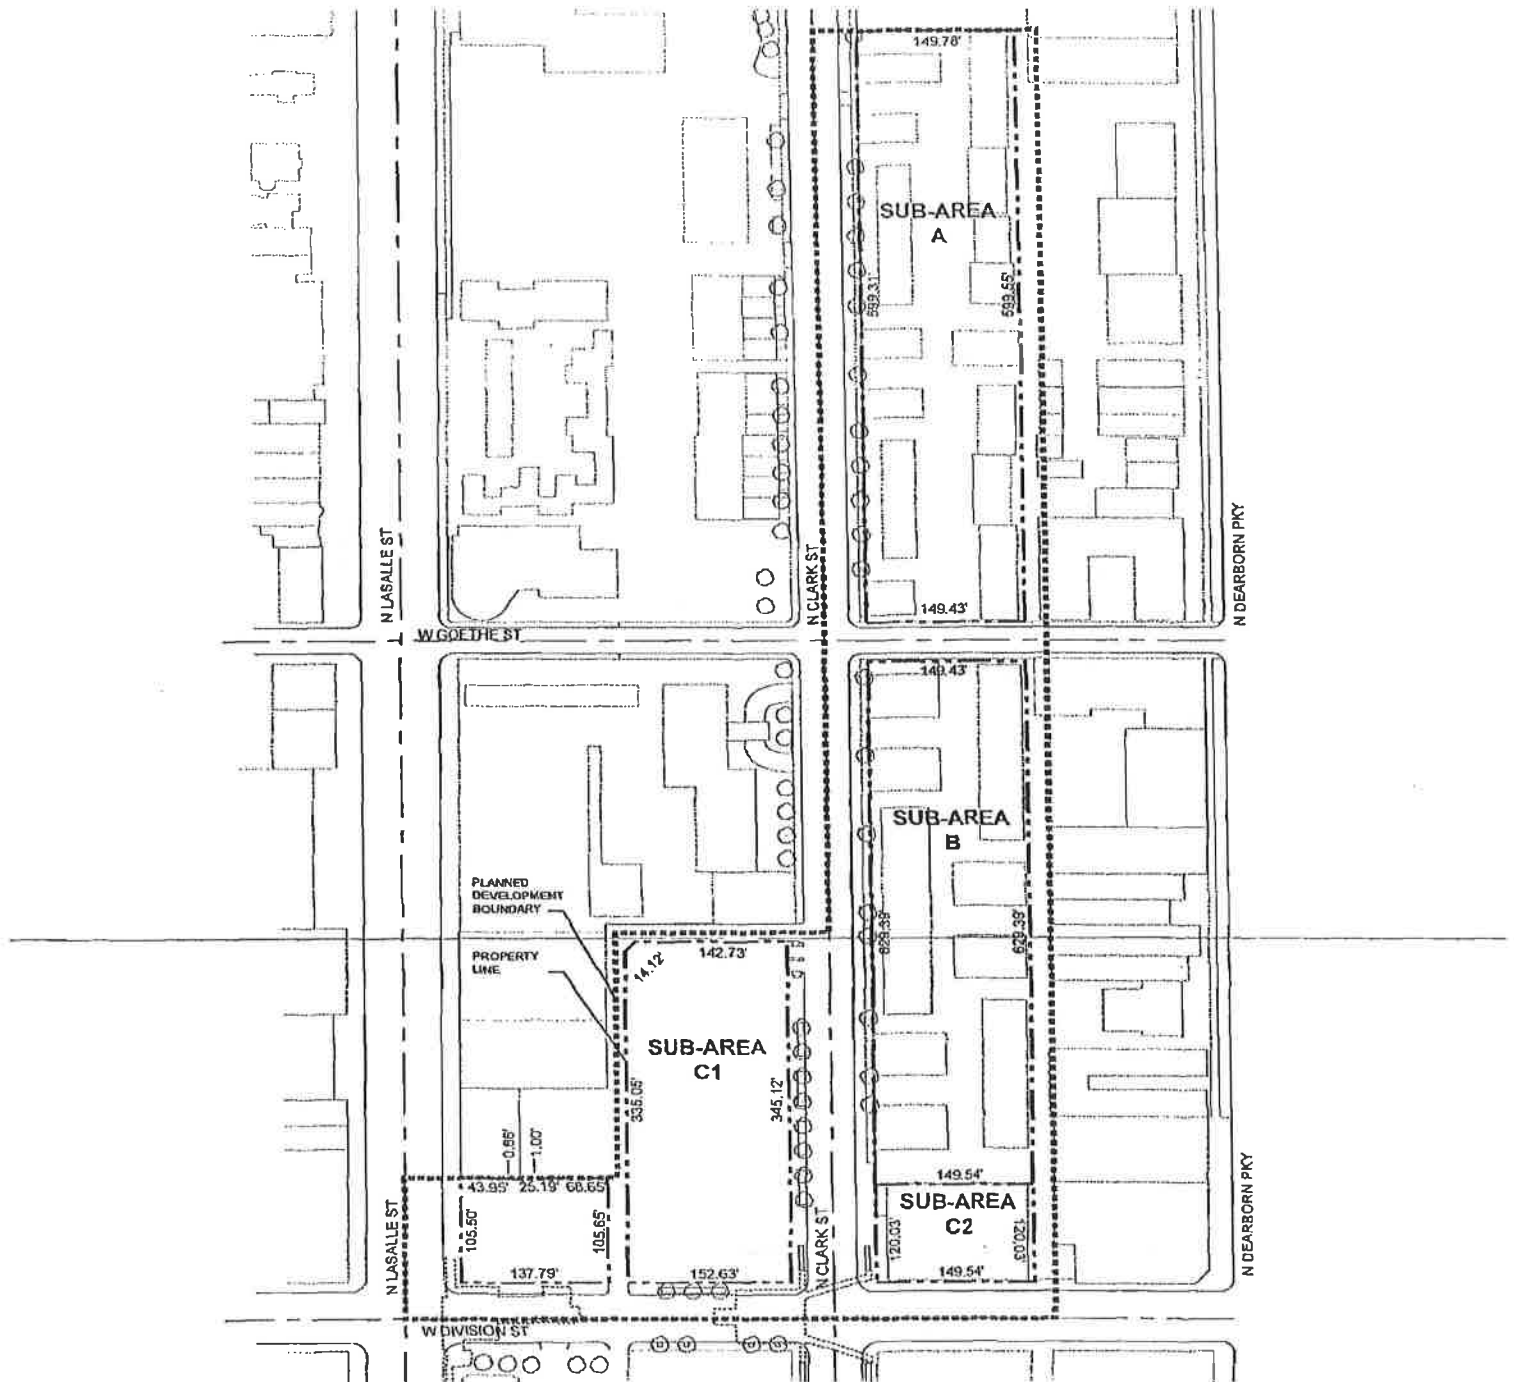 149.78'
SUB-AREA
A
599.31'
599.55'
N LASALLE ST
N CLARK ST
N DEARBORN PKY
149.43'
W GOETHE ST
149.43'
SUB-AREA
B
PLANNED
DEVELOPMENT
BOUNDARY
629.39'
629.39'
PROPERTY
LINE
14.12'
142.73'
SUB-AREA
C1
335.05'
345.12'
0.66'
1.00'
149.54'
43.95' 25.19' 68.65'
SUB-AREA
C2
N LASALLE ST
105.50'
105.65'
N CLARK ST
120.03'
120.03'
N DEARBORN PKY
137.79'
152.63'
149.54'
W DIVISION ST